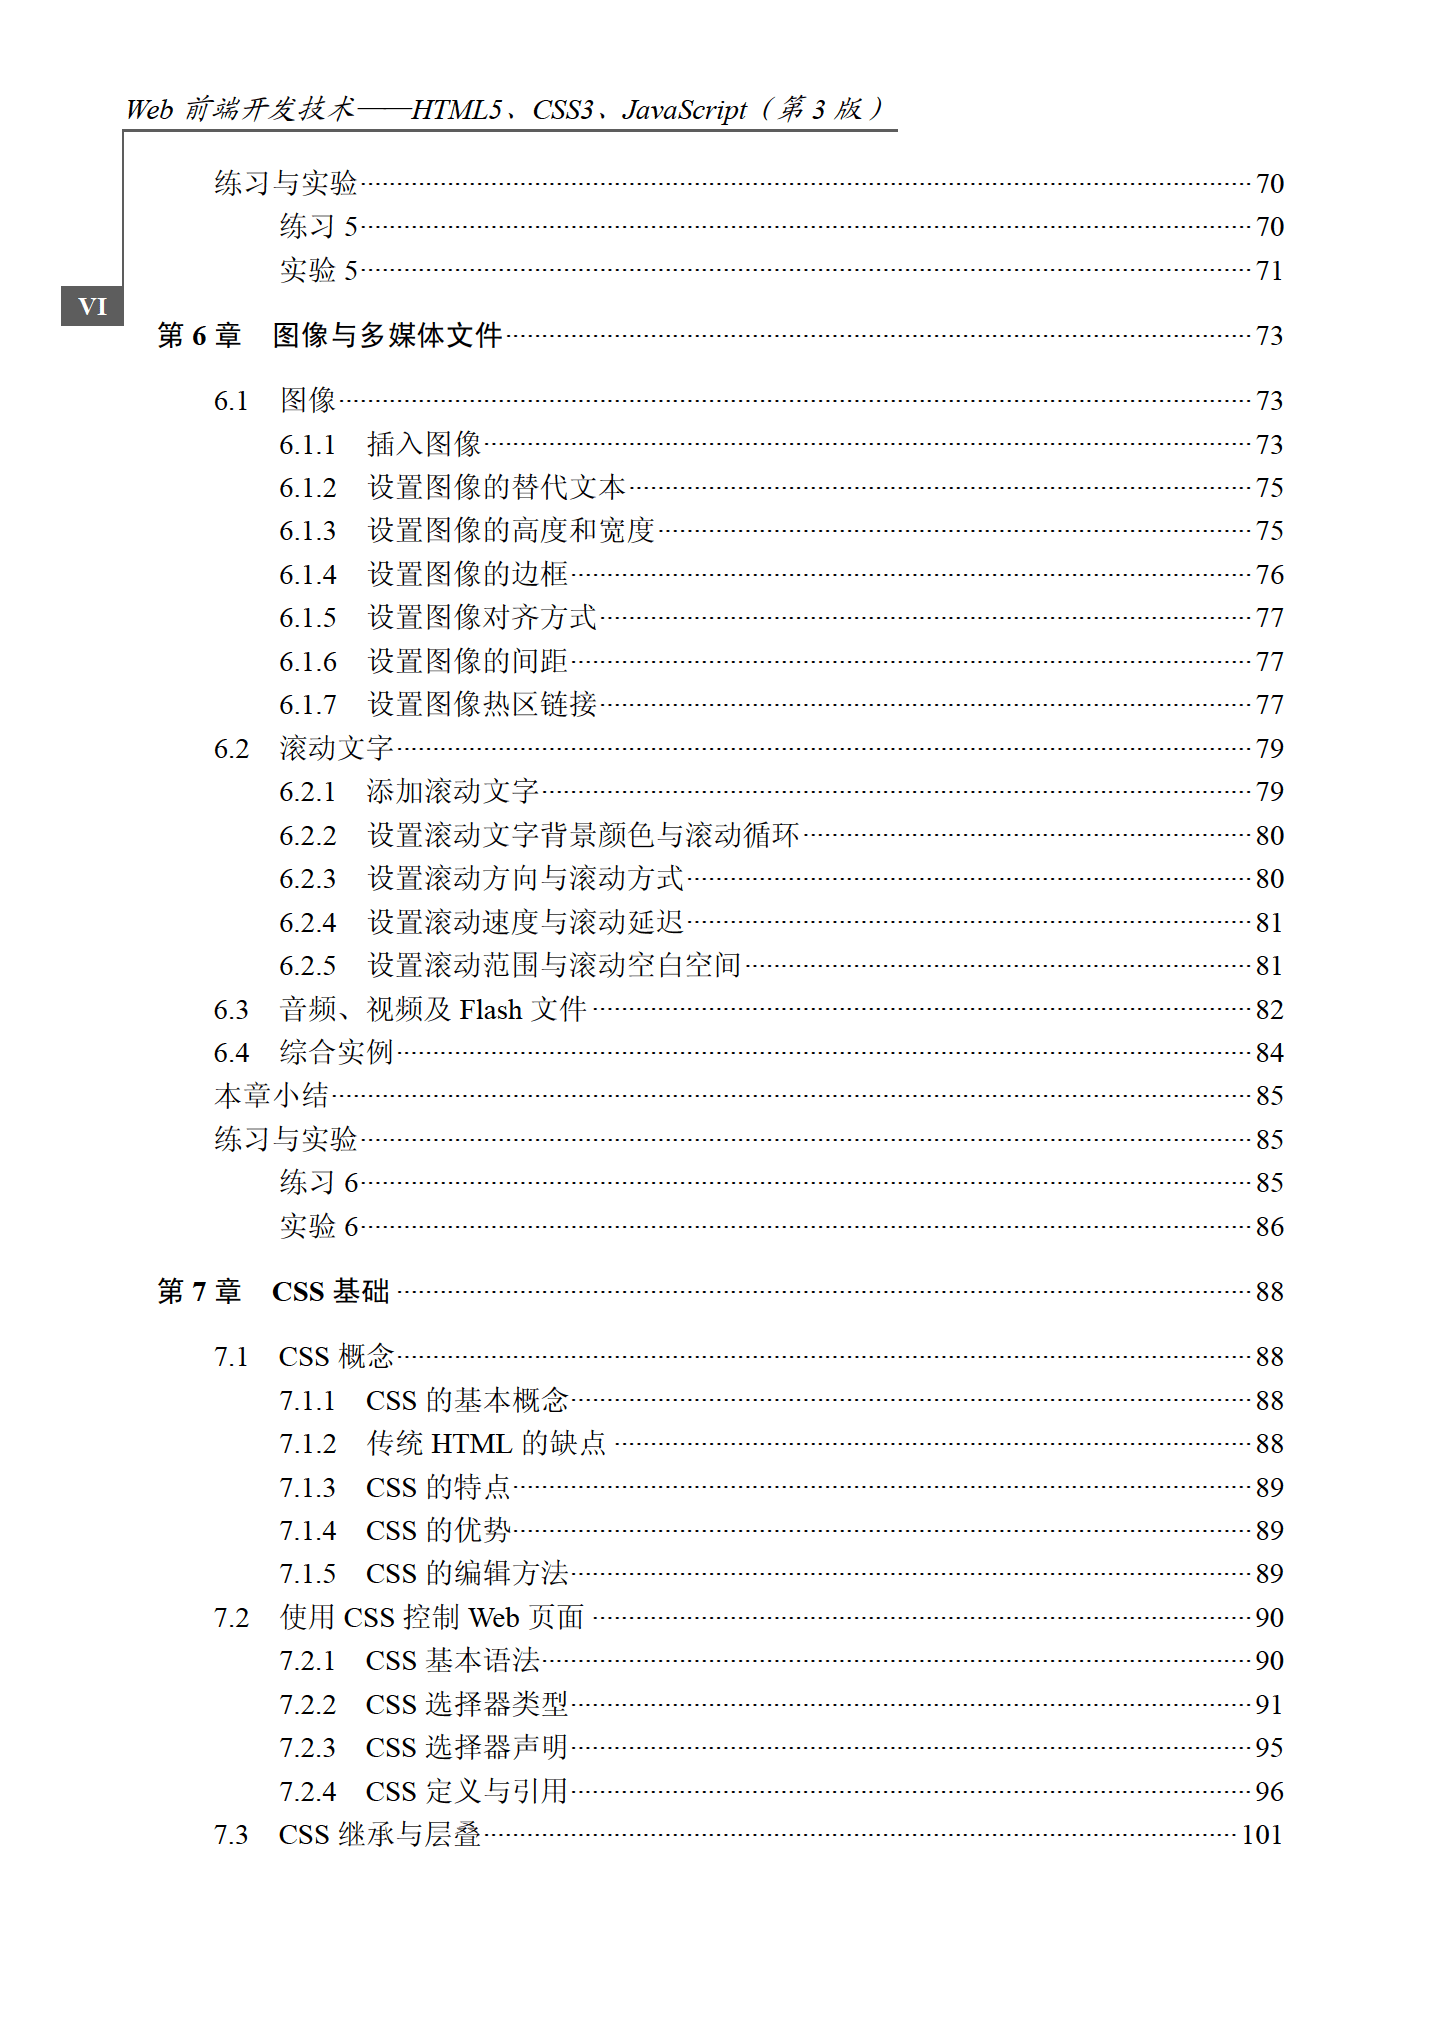 Web 前端开发技术——HTML5、CSS3、JavaScript（第 3 版）
练习与实验 70
练习 5 70
实验 5 71
VI
第 6 章 图像与多媒体文件 73
6.1 图像 73
6.1.1 插入图像 73
6.1.2 设置图像的替代文本 75
6.1.3 设置图像的高度和宽度 75
6.1.4 设置图像的边框 76
6.1.5 设置图像对齐方式 77
6.1.6 设置图像的间距 77
6.1.7 设置图像热区链接 77
6.2 滚动文字 79
6.2.1 添加滚动文字 79
6.2.2 设置滚动文字背景颜色与滚动循环 80
6.2.3 设置滚动方向与滚动方式 80
6.2.4 设置滚动速度与滚动延迟 81
6.2.5 设置滚动范围与滚动空白空间 81
6.3 音频、视频及 Flash 文件 82
6.4 综合实例 84
本章小结 85
练习与实验 85
练习 6 85
实验 6 86
第 7 章 CSS 基础 88
7.1 CSS 概念 88
7.1.1 CSS 的基本概念 88
7.1.2 传统 HTML 的缺点 88
7.1.3 CSS 的特点 89
7.1.4 CSS 的优势 89
7.1.5 CSS 的编辑方法 89
7.2 使用 CSS 控制 Web 页面 90
7.2.1 CSS 基本语法 90
7.2.2 CSS 选择器类型 91
7.2.3 CSS 选择器声明 95
7.2.4 CSS 定义与引用 96
7.3 CSS 继承与层叠 101